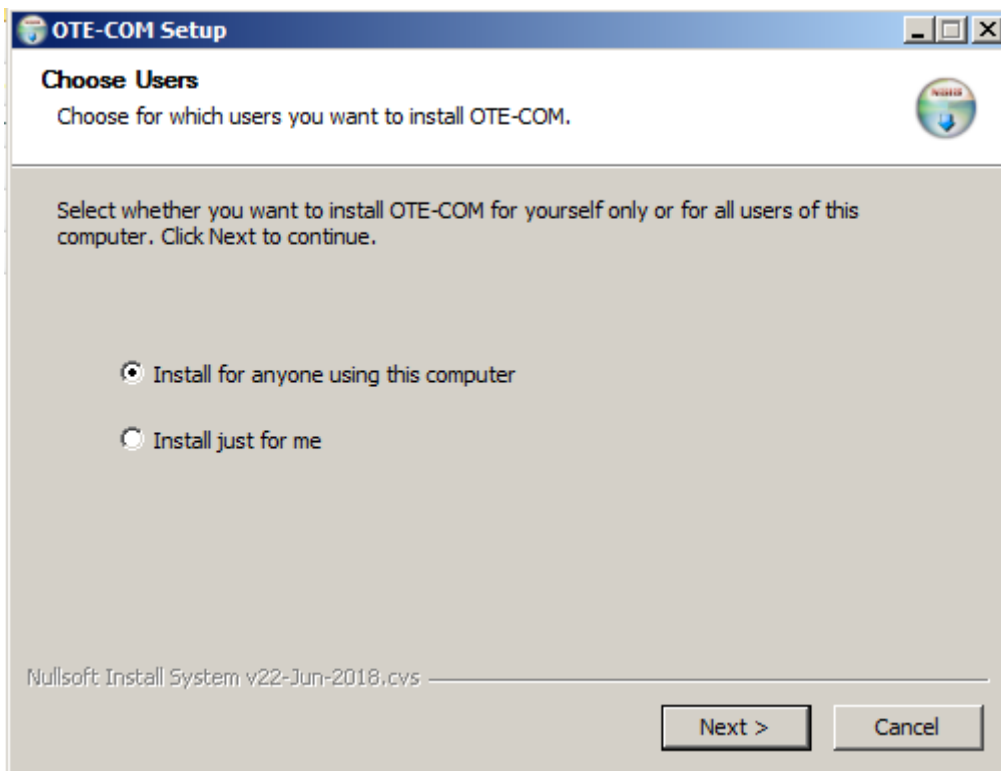 OTE-COM Setup
Choose Users
Choose for which users you want to install OTE-COM.
Select whether you want to install OTE-COM for yourself only or for all users of this
computer. Click Next to continue.
Install for anyone using this computer
Install just for me
Nullsoft Install System v22-Jun-2018.cvs
Next >
Cancel